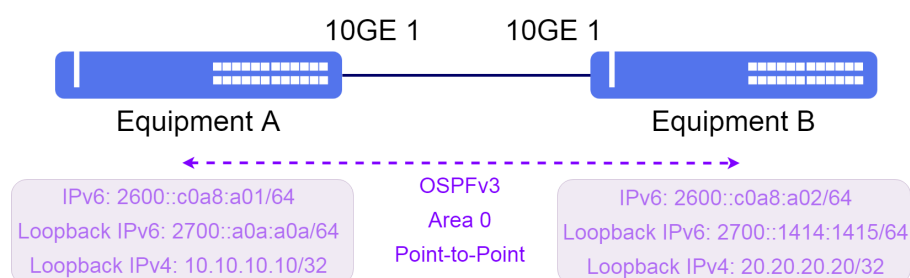 10GE 1
10GE 1
Equipment A
Equipment B
IPv6: 2600::c0a8:a01/64
Loopback IPv6: 2700::a0a:a0a/64
Loopback IPv4: 10.10.10.10/32
OSPFv3
Area 0
Point-to-Point
IPv6: 2600::c0a8:a02/64
Loopback IPv6: 2700::1414:1415/64
Loopback IPv4: 20.20.20.20/32